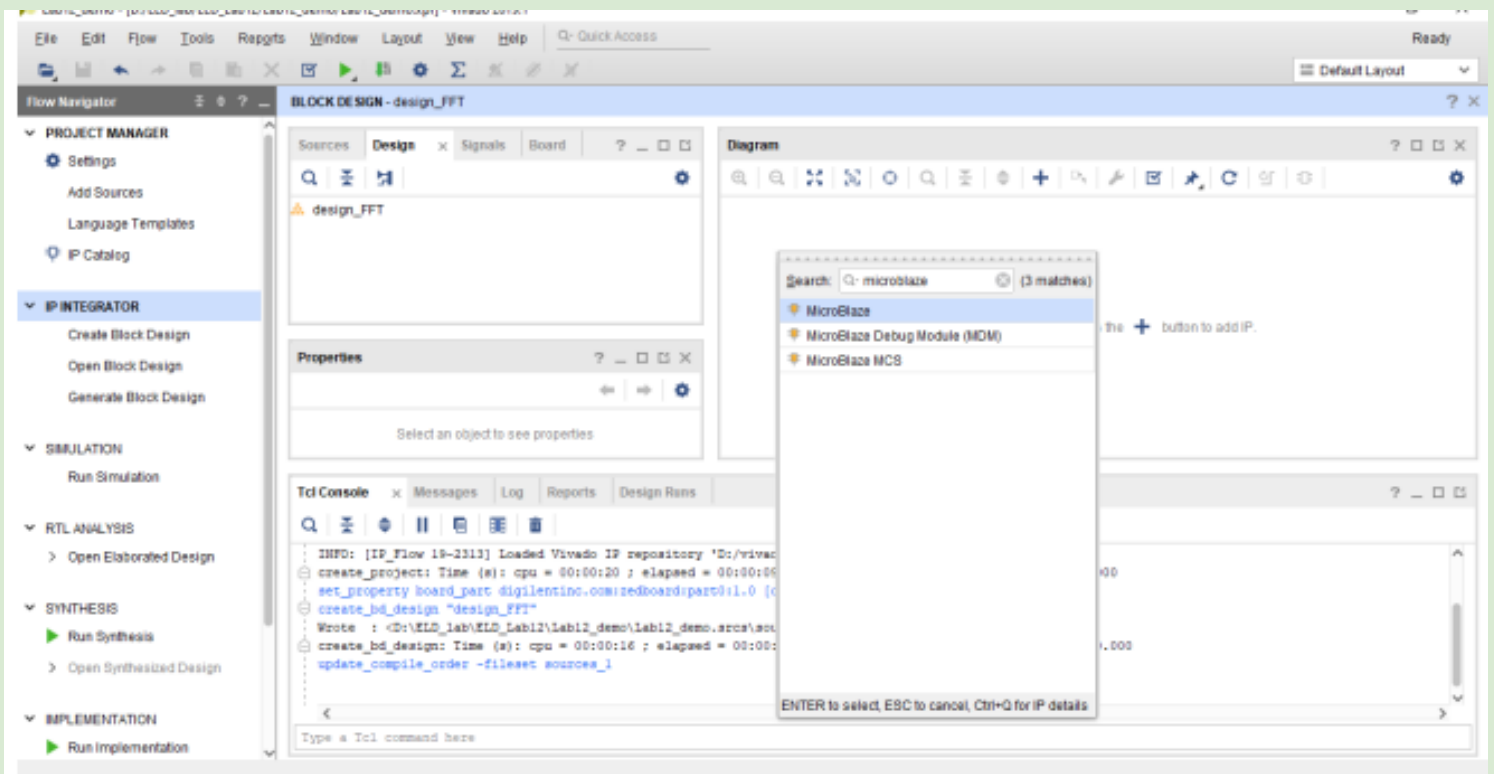 File Edit Flow Tools Reports Window Layout View Help Q- Quick Access
Ready
Default Layout
Flow Navigator
PROJECT MANAGER
Settings
Add Sources
Language Templates
IP Catalog
IP INTEGRATOR
Create Block Design
Open Block Design
Generate Block Design
SIMULATION
Run Simulation
RTL ANALYSIS
Open Elaborated Design
SYNTHESIS
Run Synthesis
Open Synthesized Design
IMPLEMENTATION
Run Implementation
BLOCK DESIGN - design_FFT
Sources Design Signals Board
design_FFT
Properties
Select an object to see properties
Diagram
the + button to add IP.
Search: Q- microblaze (3 matches)
MicroBlaze
MicroBlaze Debug Module (MDM)
MicroBlaze MCS
ENTER to select, ESC to cancel, Ctrl+Q for IP details
Tcl Console Messages Log Reports Design Runs
INFO: [IP_Flow 19-2313] Loaded Vivado IP repository 'D:/vivad
create_project: Time (s): cpu = 00:00:20 ; elapsed = 00:00:09
set_property board_part digilentinc.com:zedboard:part0:1.0 [c
create_bd_design "design_FFT"
Wrote : <D:\ELD_lab\ELD_Lab12\Lab12_demo\lab12_demo.srcs\sou
create_bd_design: Time (s): cpu = 00:00:16 ; elapsed = 00:00: .000
update_compile_order -fileset sources_1
Type a Tcl command here